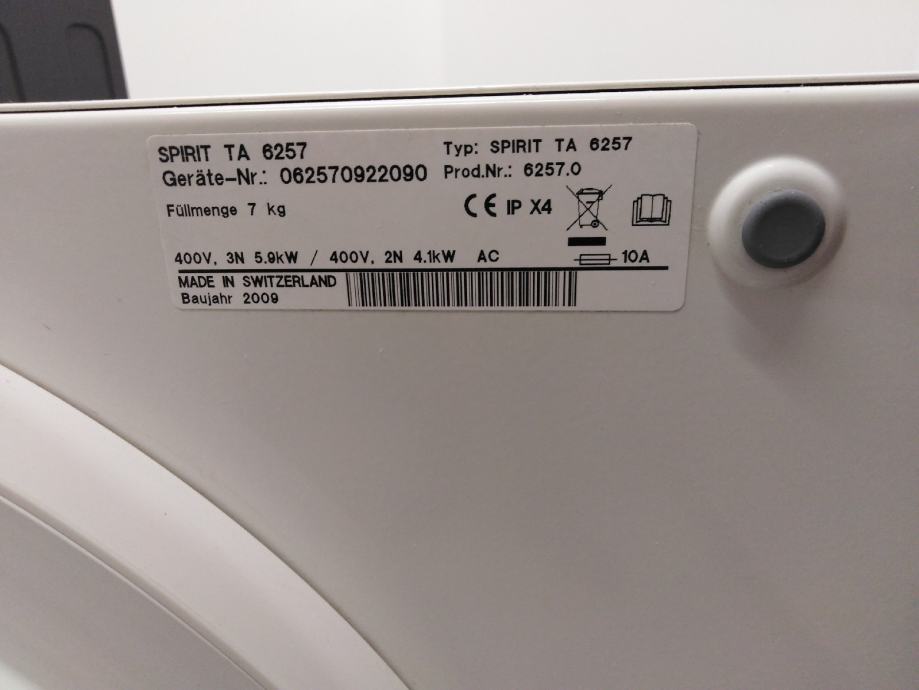 SPIRIT TA 6257
Typ: SPIRIT TA 6257
Geräte-Nr.: 062570922090
Prod.Nr.: 6257.0
Füllmenge 7 kg
CE IP X4
400V, 3N 5.9kW / 400V, 2N 4.1kW AC
10A
MADE IN SWITZERLAND
Baujahr 2009